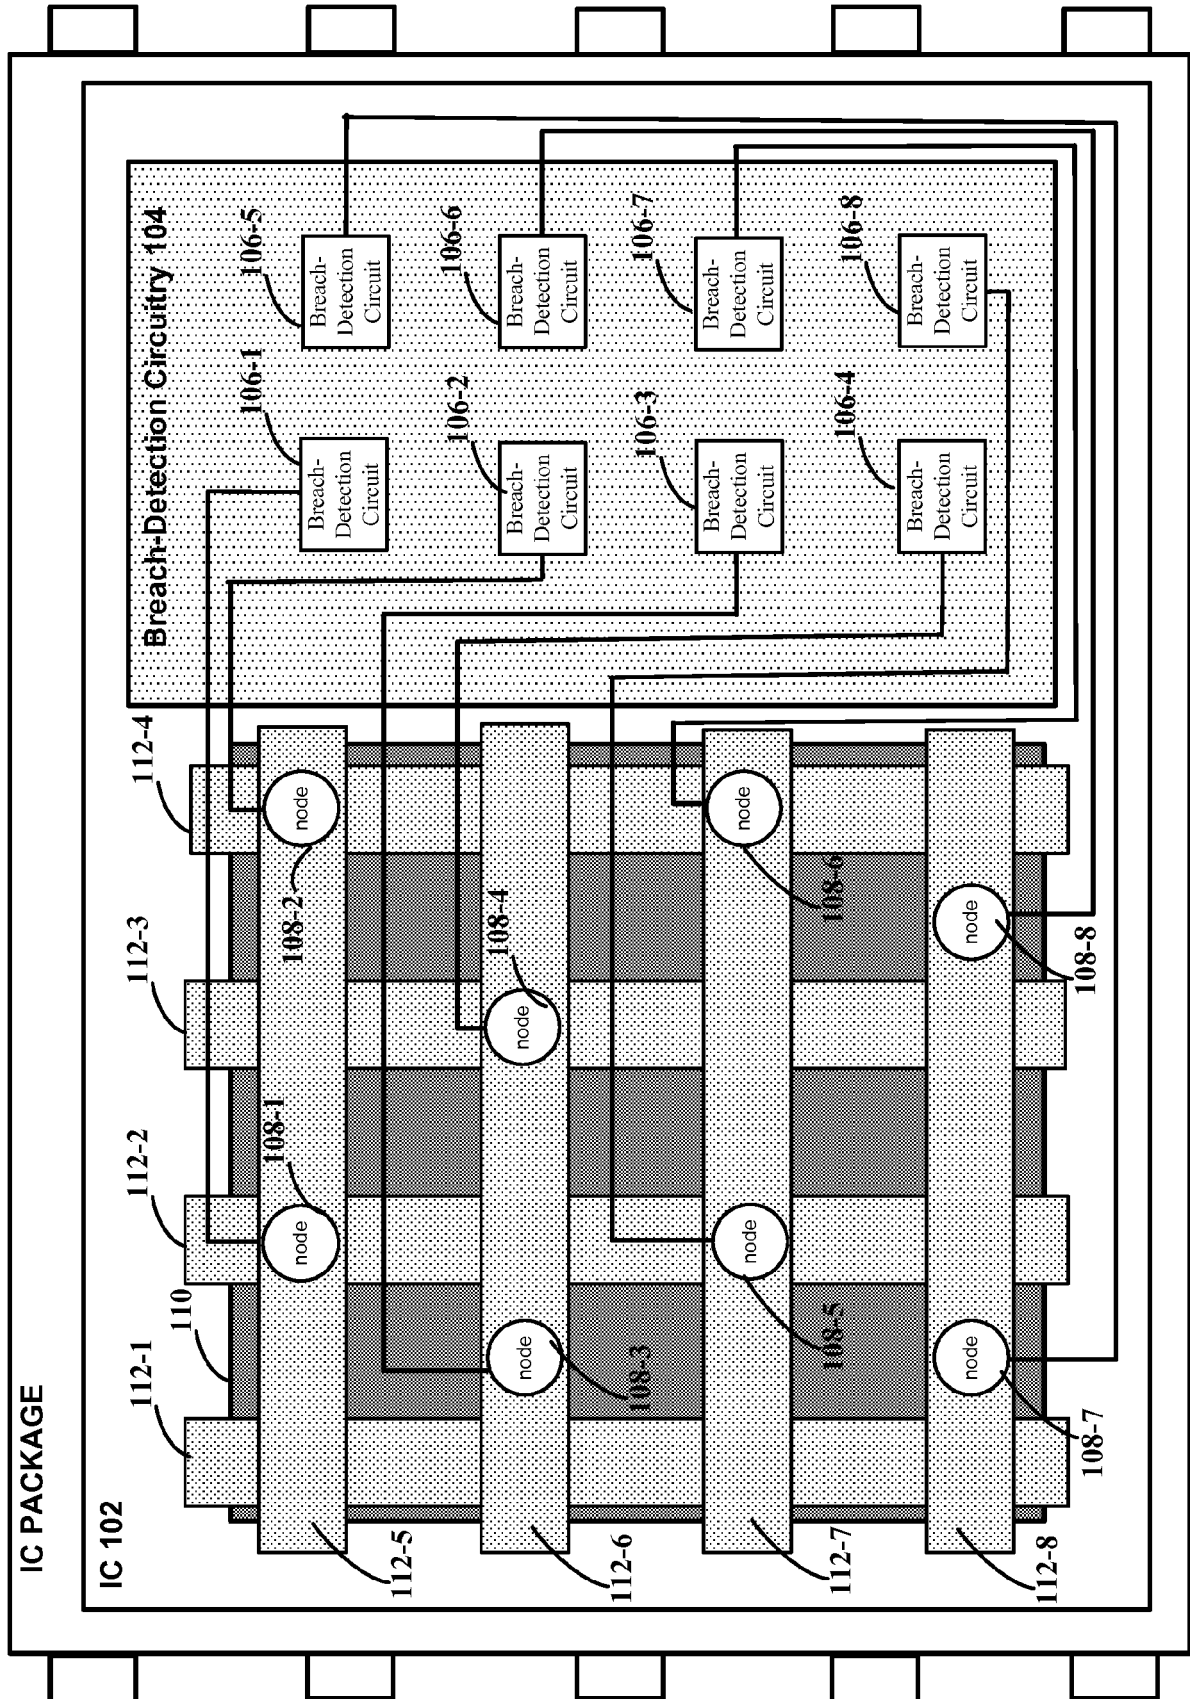 IC PACKAGE
IC 102
112-1
110
112-2
112-3
112-4
Breach-Detection Circuitry 104
106-1
106-5
Breach-
Detection
Circuit
Breach-
Detection
Circuit
106-2
106-6
Breach-
Detection
Circuit
Breach-
Detection
Circuit
106-3
106-7
Breach-
Detection
Circuit
Breach-
Detection
Circuit
106-4
106-8
Breach-
Detection
Circuit
Breach-
Detection
Circuit
node
108-1
node
108-2
112-5
node
108-3
node
108-4
112-6
node
108-5
node
108-6
112-7
node
108-7
node
108-8
112-8